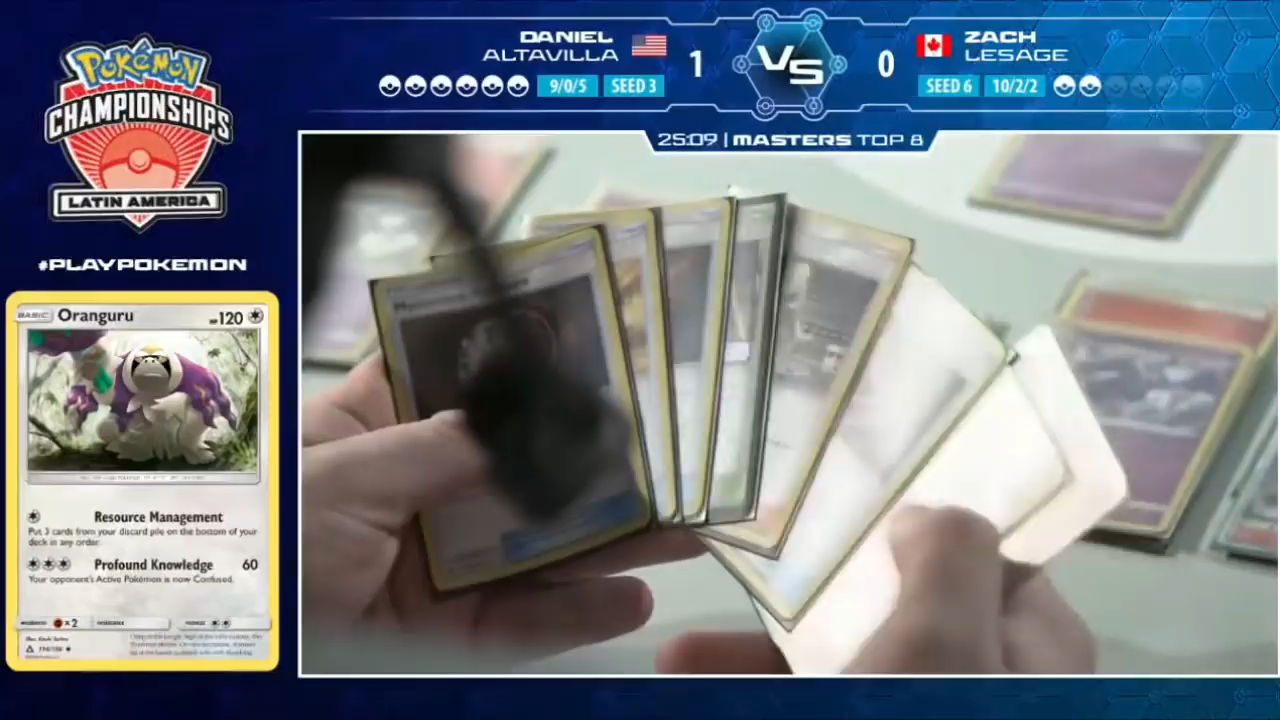 Pokémon
CHAMPIONSHIPS
LATIN AMERICA
#PLAYPOKEMON
DANIEL
ALTAVILLA
1
VS
0
ZACH
LESAGE
9/0/5
SEED 3
SEED 6
10/2/2
25:09 | MASTERS TOP 8
BASIC Oranguru HP120
Resource Management
Put 3 cards from your discard pile on the bottom of your
deck in any order.
Profound Knowledge 60
Your opponent's Active Pokémon is now Confused.
weakness x2 resistance retreat